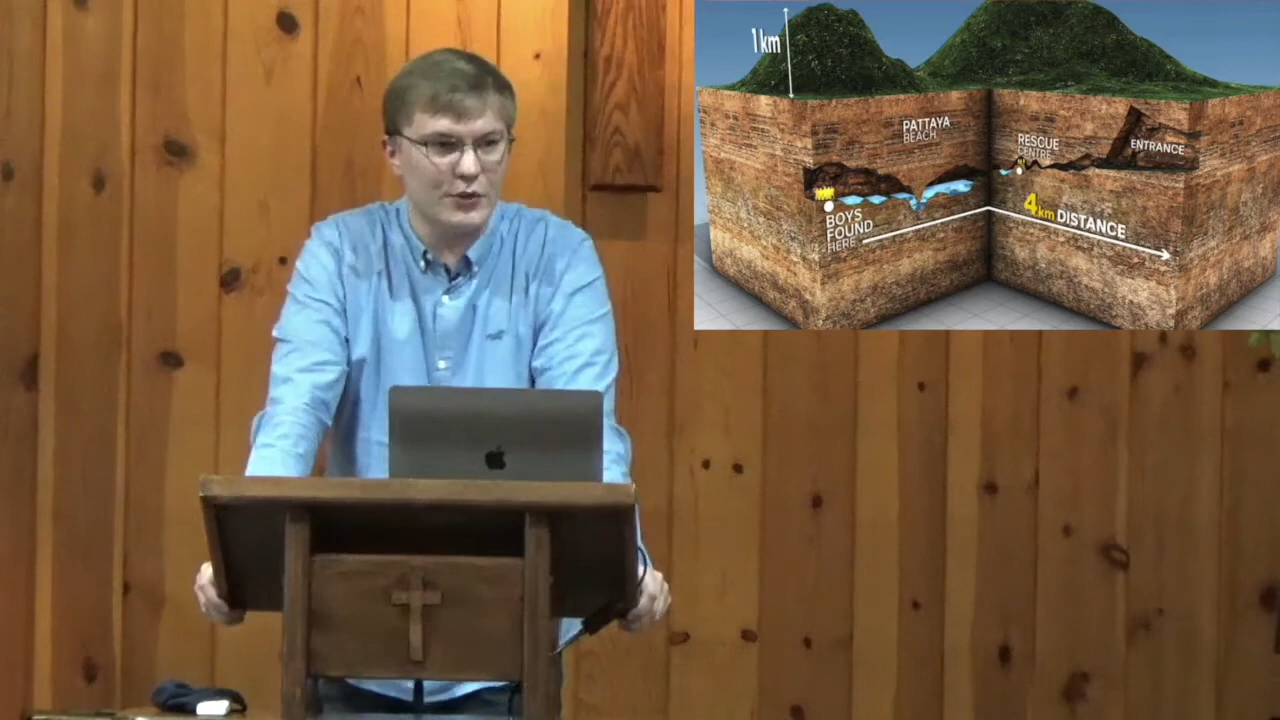 1km
PATTAYA
BEACH
RESCUE
CENTRE
ENTRANCE
BOYS
FOUND
HERE
4km DISTANCE